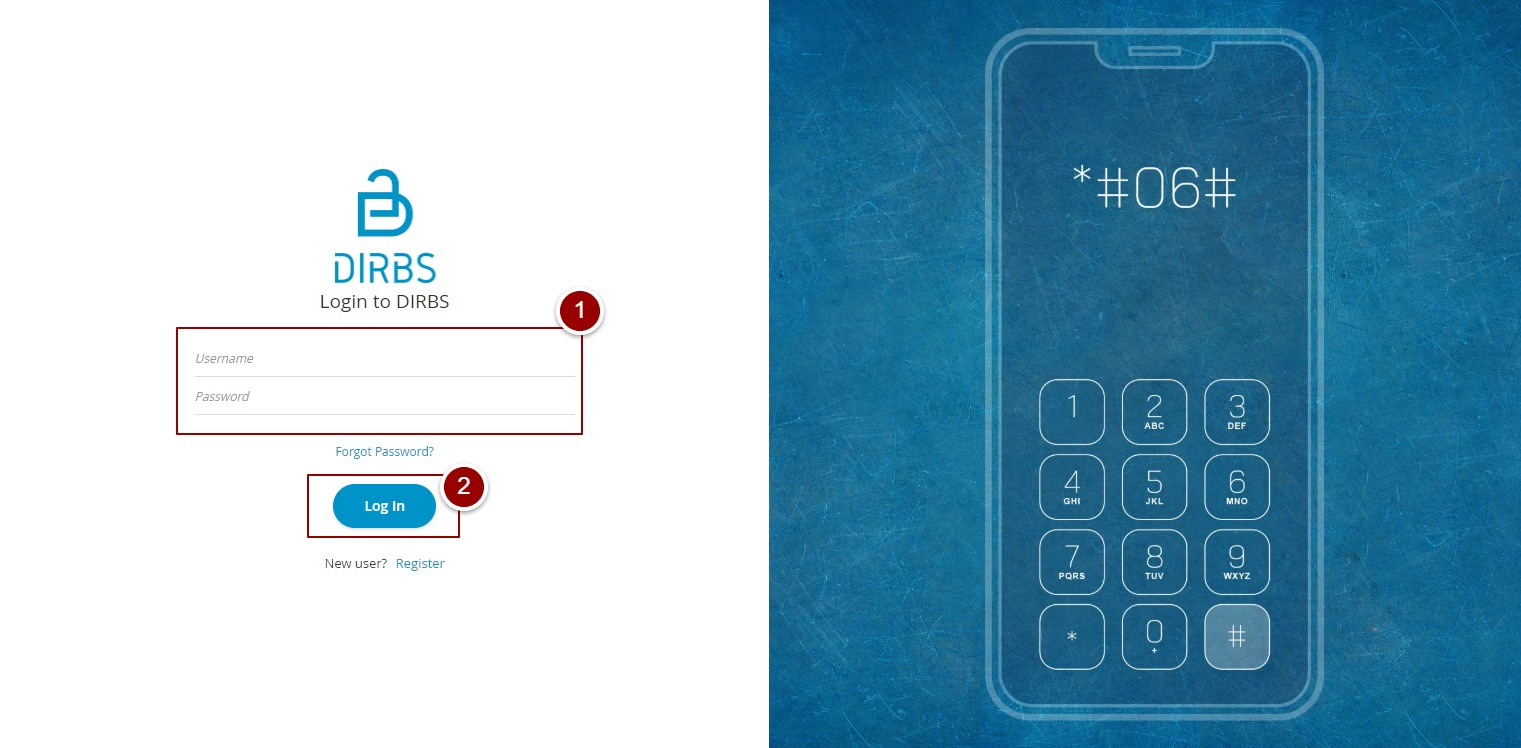 DIRBS
Login to DIRBS
1
Username
Password
Forgot Password?
2
Log In
New user? Register
*#06#
1 2 3
ABC DEF
4 5 6
GHI JKL MNO
7 8 9
PQRS TUV WXYZ
* 0 #
+